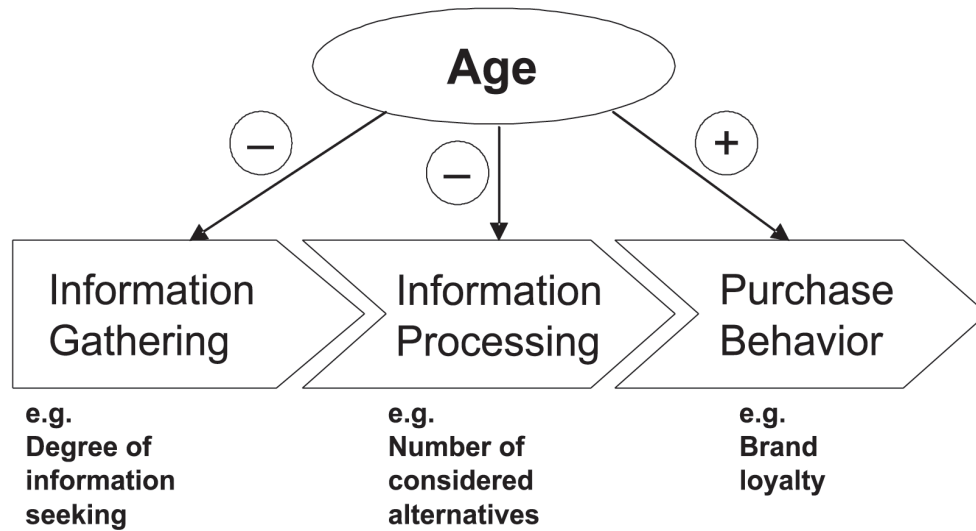 Age
–
–
+
Information
Gathering
Information
Processing
Purchase
Behavior
e.g.
Degree of
information
seeking
e.g.
Number of
considered
alternatives
e.g.
Brand
loyalty